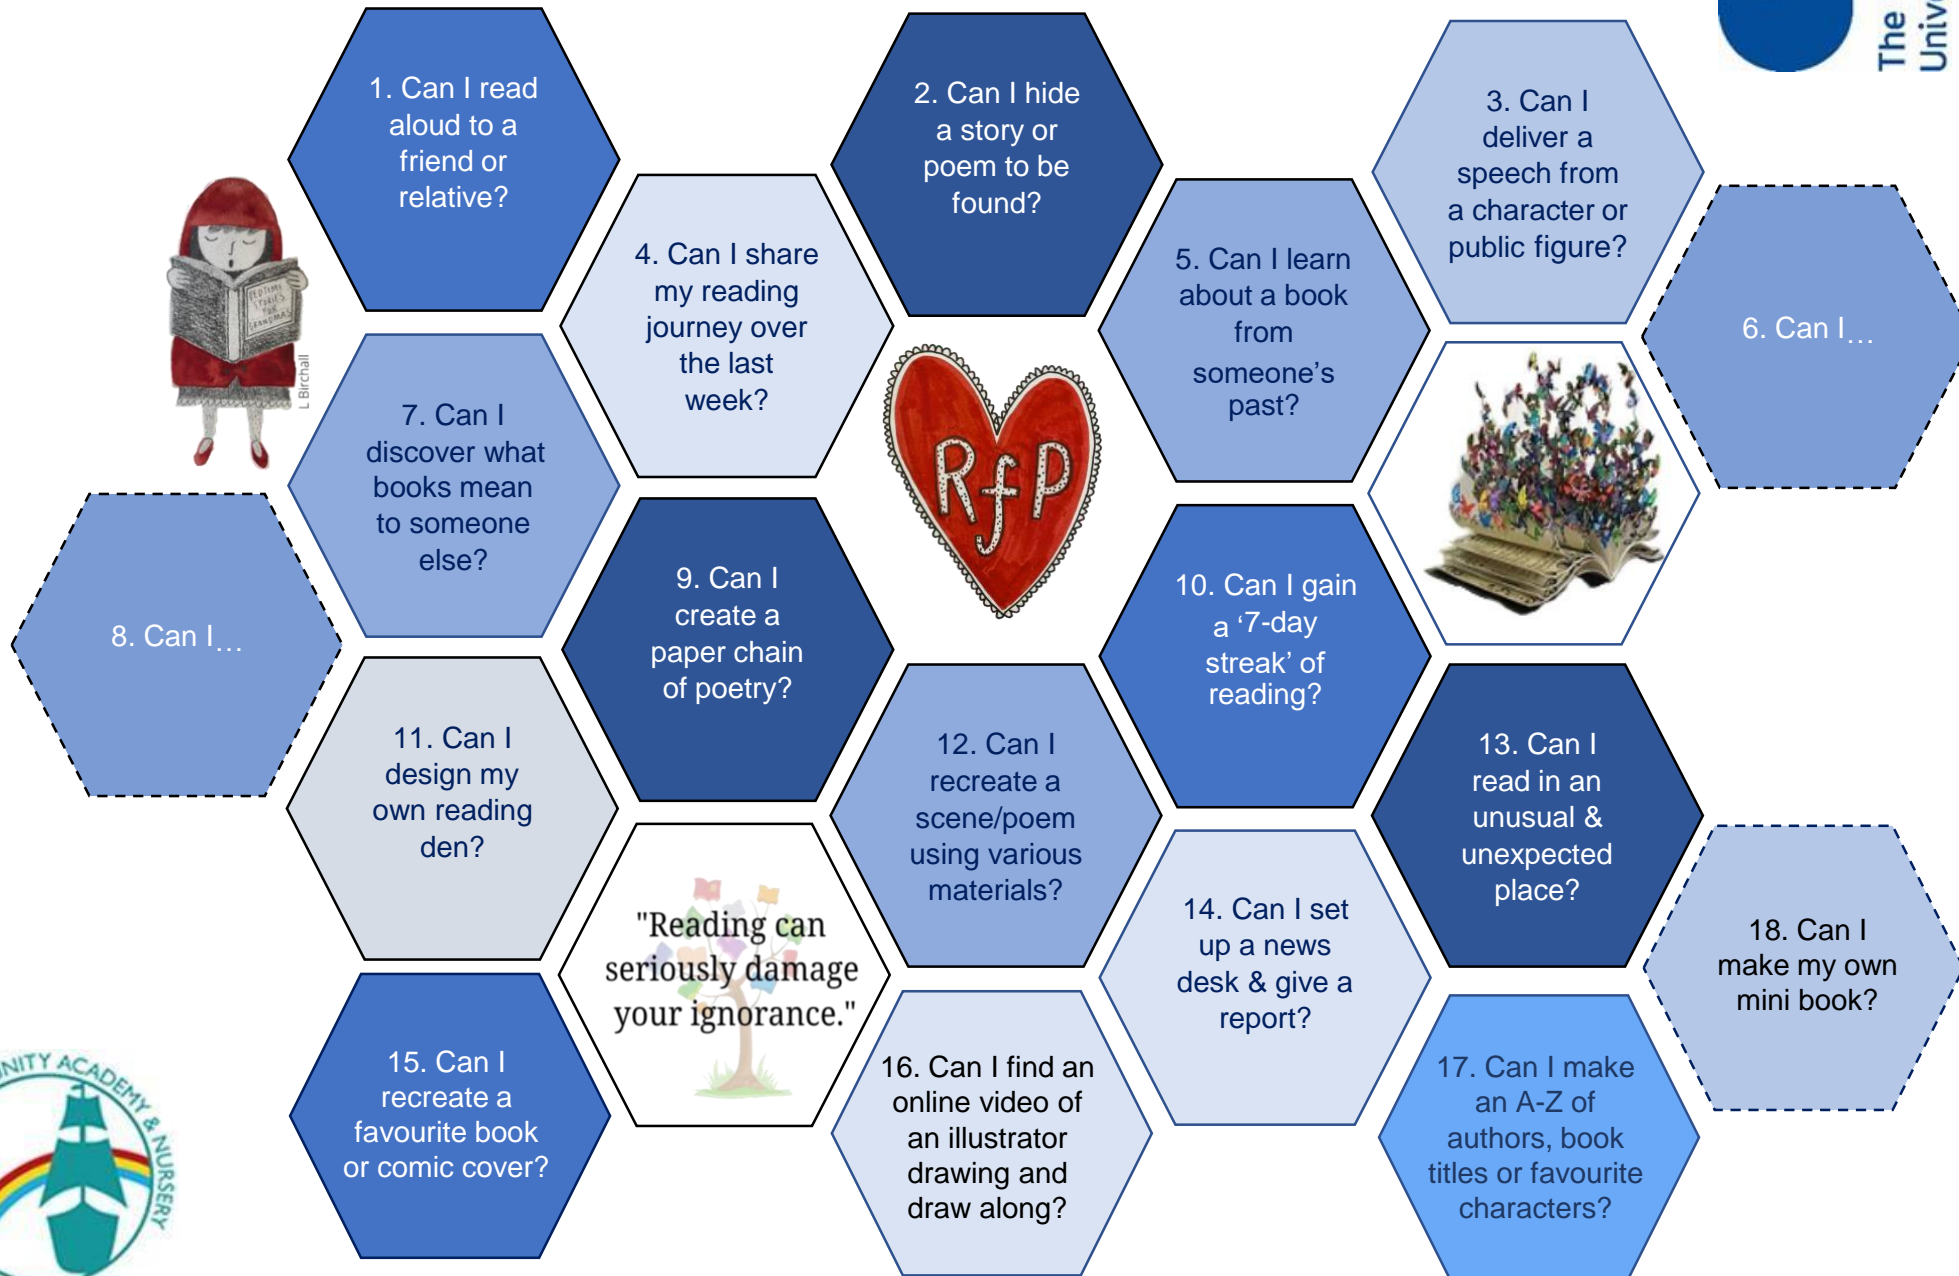 The
Unive
1. Can I read
aloud to a
friend or
relative?
2. Can I hide
a story or
poem to be
found?
3. Can I
deliver a
speech from
a character or
public figure?
4. Can I share
my reading
journey over
the last
week?
5. Can I learn
about a book
from
someone’s
past?
6. Can I…
BEDTIME
STORIES
FOR
GRANDMAS
L Birchall
RfP
7. Can I
discover what
books mean
to someone
else?
8. Can I…
9. Can I
create a
paper chain
of poetry?
10. Can I gain
a ‘7-day
streak’ of
reading?
11. Can I
design my
own reading
den?
12. Can I
recreate a
scene/poem
using various
materials?
13. Can I
read in an
unusual &
unexpected
place?
"Reading can
seriously damage
your ignorance."
14. Can I set
up a news
desk & give a
report?
18. Can I
make my own
mini book?
15. Can I
recreate a
favourite book
or comic cover?
16. Can I find an
online video of
an illustrator
drawing and
draw along?
17. Can I make
an A-Z of
authors, book
titles or favourite
characters?
NITY ACADEMY & NURSERY